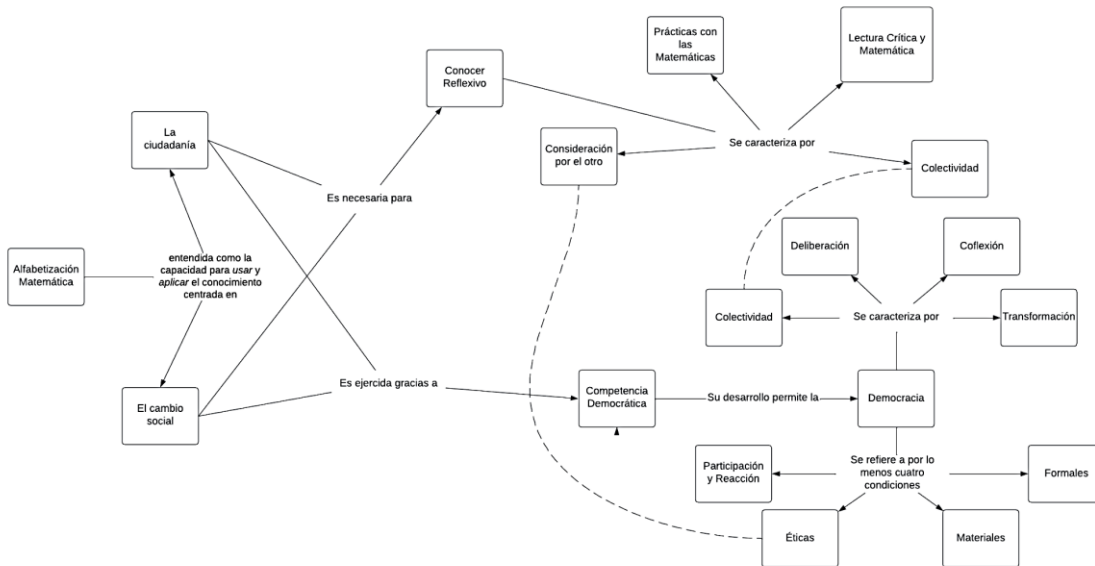 Prácticas con
las
Matemáticas
Lectura Crítica y
Matemática
Conocer
Reflexivo
La
ciudadanía
Consideración
por el otro
Se caracteriza por
Colectividad
Es necesaria para
Alfabetización
Matemática
entendida como la
capacidad para usar y
aplicar el conocimiento
centrada en
Deliberación
Coflexión
Colectividad
Se caracteriza por
Transformación
El cambio
social
Es ejercida gracias a
Competencia
Democrática
Su desarrollo permite la
Democracia
Participación
y Reacción
Se refiere a por lo
menos cuatro
condiciones
Formales
Éticas
Materiales